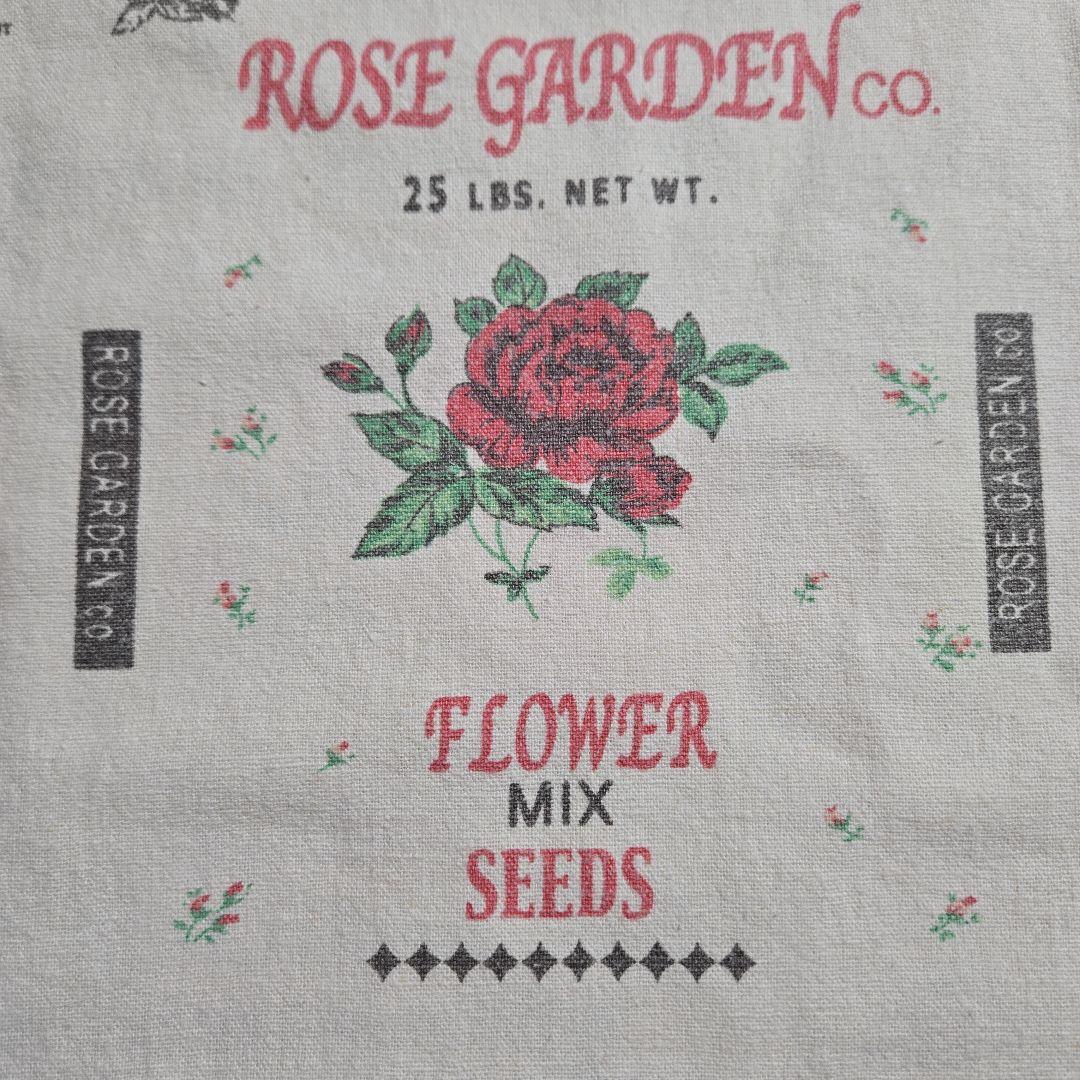 ROSE GARDEN CO.
25 LBS. NET WT.
ROSE GARDEN CO
ROSE GARDEN CO
FLOWER
MIX
SEEDS